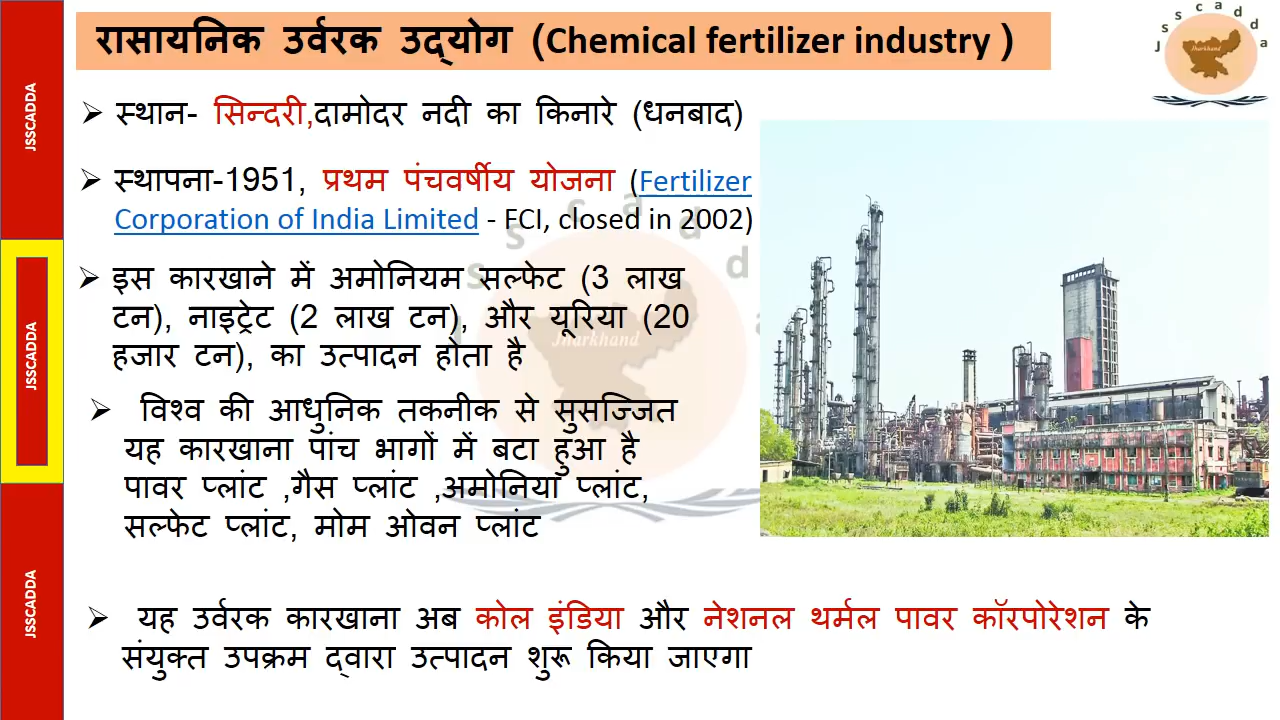 रासायनिक उर्वरक उद्योग (Chemical fertilizer industry )
Jsscadda
Jharkhand
➢ स्थान- सिन्दरी,दामोदर नदी का किनारे (धनबाद)
➢ स्थापना-1951, प्रथम पंचवर्षीय योजना (Fertilizer
Corporation of India Limited - FCI, closed in 2002)
➢ इस कारखाने में अमोनियम सल्फेट (3 लाख
टन), नाइट्रेट (2 लाख टन), और यूरिया (20
हजार टन), का उत्पादन होता है
➢ विश्व की आधुनिक तकनीक से सुसज्जित
यह कारखाना पांच भागों में बटा हुआ है
पावर प्लांट ,गैस प्लांट ,अमोनिया प्लांट,
सल्फेट प्लांट, मोम ओवन प्लांट
➢ यह उर्वरक कारखाना अब कोल इंडिया और नेशनल थर्मल पावर कॉरपोरेशन के
संयुक्त उपक्रम द्वारा उत्पादन शुरू किया जाएगा
JSSCADDA
JSSCADDA
JSSCADDA
Jharkhand